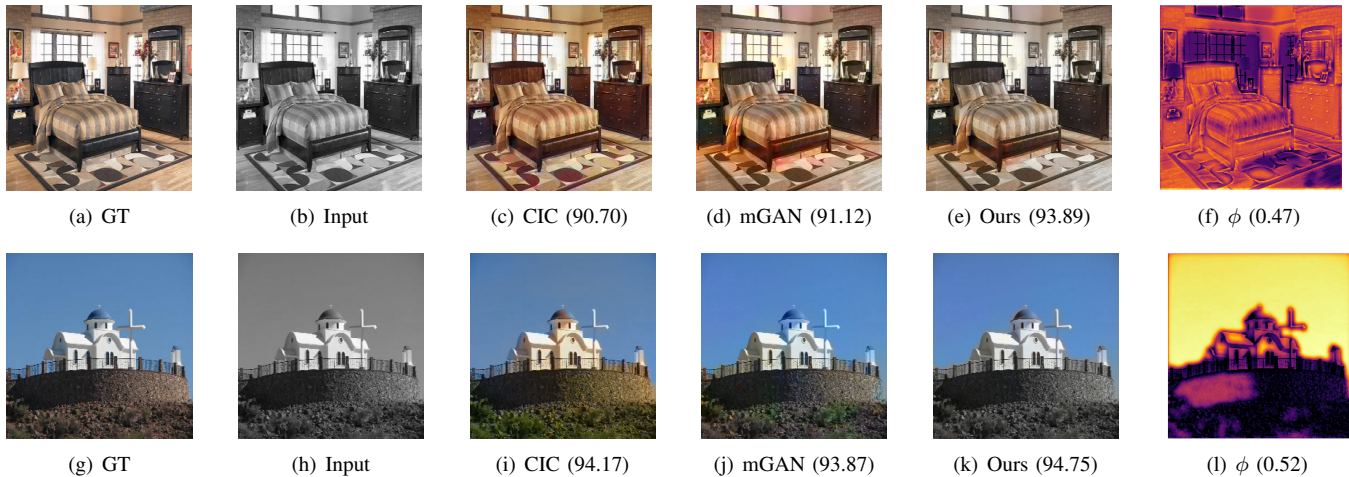 (a) GT
(b) Input
(c) CIC (90.70)
(d) mGAN (91.12)
(e) Ours (93.89)
(f) ϕ (0.47)
(g) GT
(h) Input
(i) CIC (94.17)
(j) mGAN (93.87)
(k) Ours (94.75)
(l) ϕ (0.52)